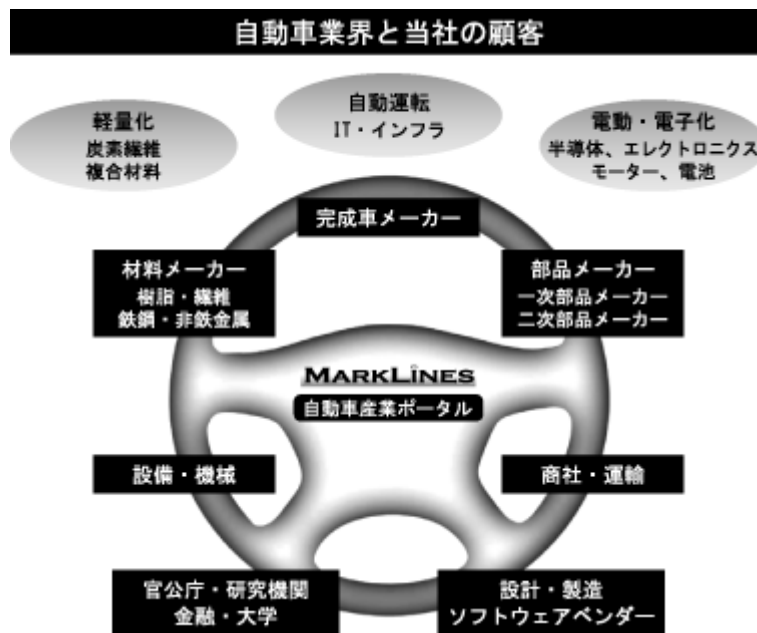 自動車業界と当社の顧客
自動運転
IT・インフラ
軽量化
炭素繊維
複合材料
電動・電子化
半導体、エレクトロニクス
モーター、電池
完成車メーカー
材料メーカー
樹脂・繊維
鉄鋼・非鉄金属
部品メーカー
一次部品メーカー
二次部品メーカー
MARKLINES
自動車産業ポータル
設備・機械
商社・運輸
官公庁・研究機関
金融・大学
設計・製造
ソフトウェアベンダー